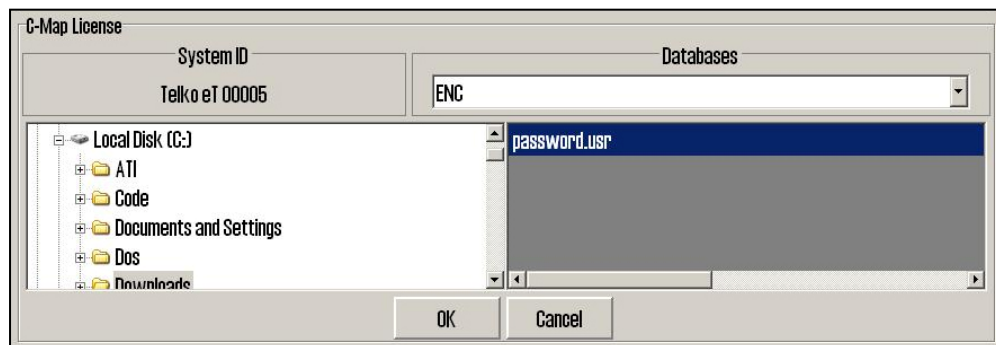 C-Map License
System ID
Databases
Telko eT 00005
ENC
Local Disk (C:)
password.usr
ATI
Code
Documents and Settings
Dos
Downloads
OK
Cancel